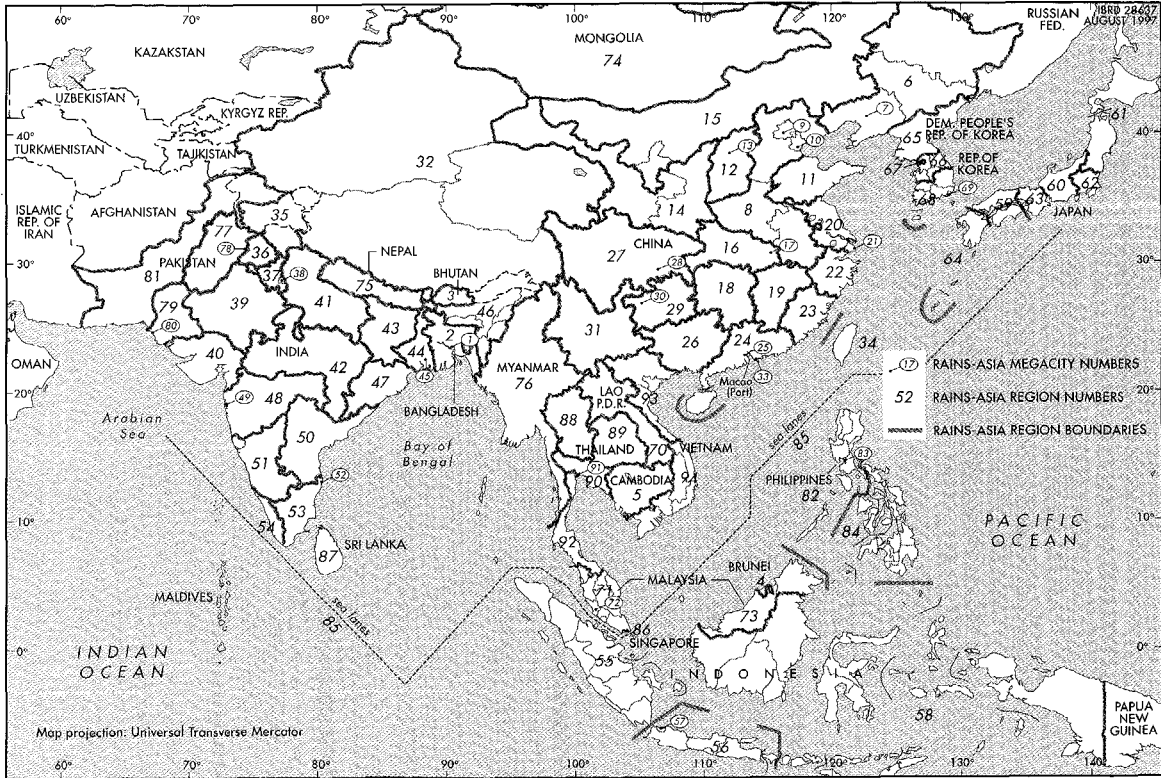 60°
70°
80°
90°
100°
110°
120°
130°
140°
IBRD 28637
AUGUST 1997
RUSSIAN
FED.
KAZAKSTAN
MONGOLIA
74
6
UZBEKISTAN
KYRGYZ REP.
7
40°
15
9
10
DEM. PEOPLE'S
REP. OF KOREA
65
61
40°
TURKMENISTAN
TAJIKISTAN
32
13
12
11
67
66
REP. OF
KOREA
ISLAMIC
REP. OF
IRAN
AFGHANISTAN
35
14
8
68
69
59
63
60
62
JAPAN
77
78
36
PAKISTAN
81
37
38
NEPAL
75
BHUTAN
3
27
CHINA
28
16
17
120
21
22
64
30°
30°
79
80
39
41
43
46
31
30
29
18
19
23
OMAN
40
INDIA
42
44
45
2
1
MYANMAR
76
26
24
25
34
17
RAINS-ASIA MEGACITY NUMBERS
20°
49
48
47
BANGLADESH
LAO
P.D.R.
93
Macao
(Port)
33
20°
52
RAINS-ASIA REGION NUMBERS
Arabian
Sea
50
Bay of
Bengal
88
89
THAILAND
70
VIETNAM
sea lanes
85
RAINS-ASIA REGION BOUNDARIES
51
52
91
90
CAMBODIA
5
94
PHILIPPINES
82
83
10°
54
53
84
PACIFIC
OCEAN
10°
87
SRI LANKA
92
BRUNEI
4
MALDIVES
sea lanes
85
71
72
MALAYSIA
73
86
SINGAPORE
0°
INDIAN
OCEAN
55
INDONESIA
0°
57
58
PAPUA
NEW
GUINEA
Map projection: Universal Transverse Mercator
56
60°
70°
80°
90°
100°
110°
120°
130°
140°